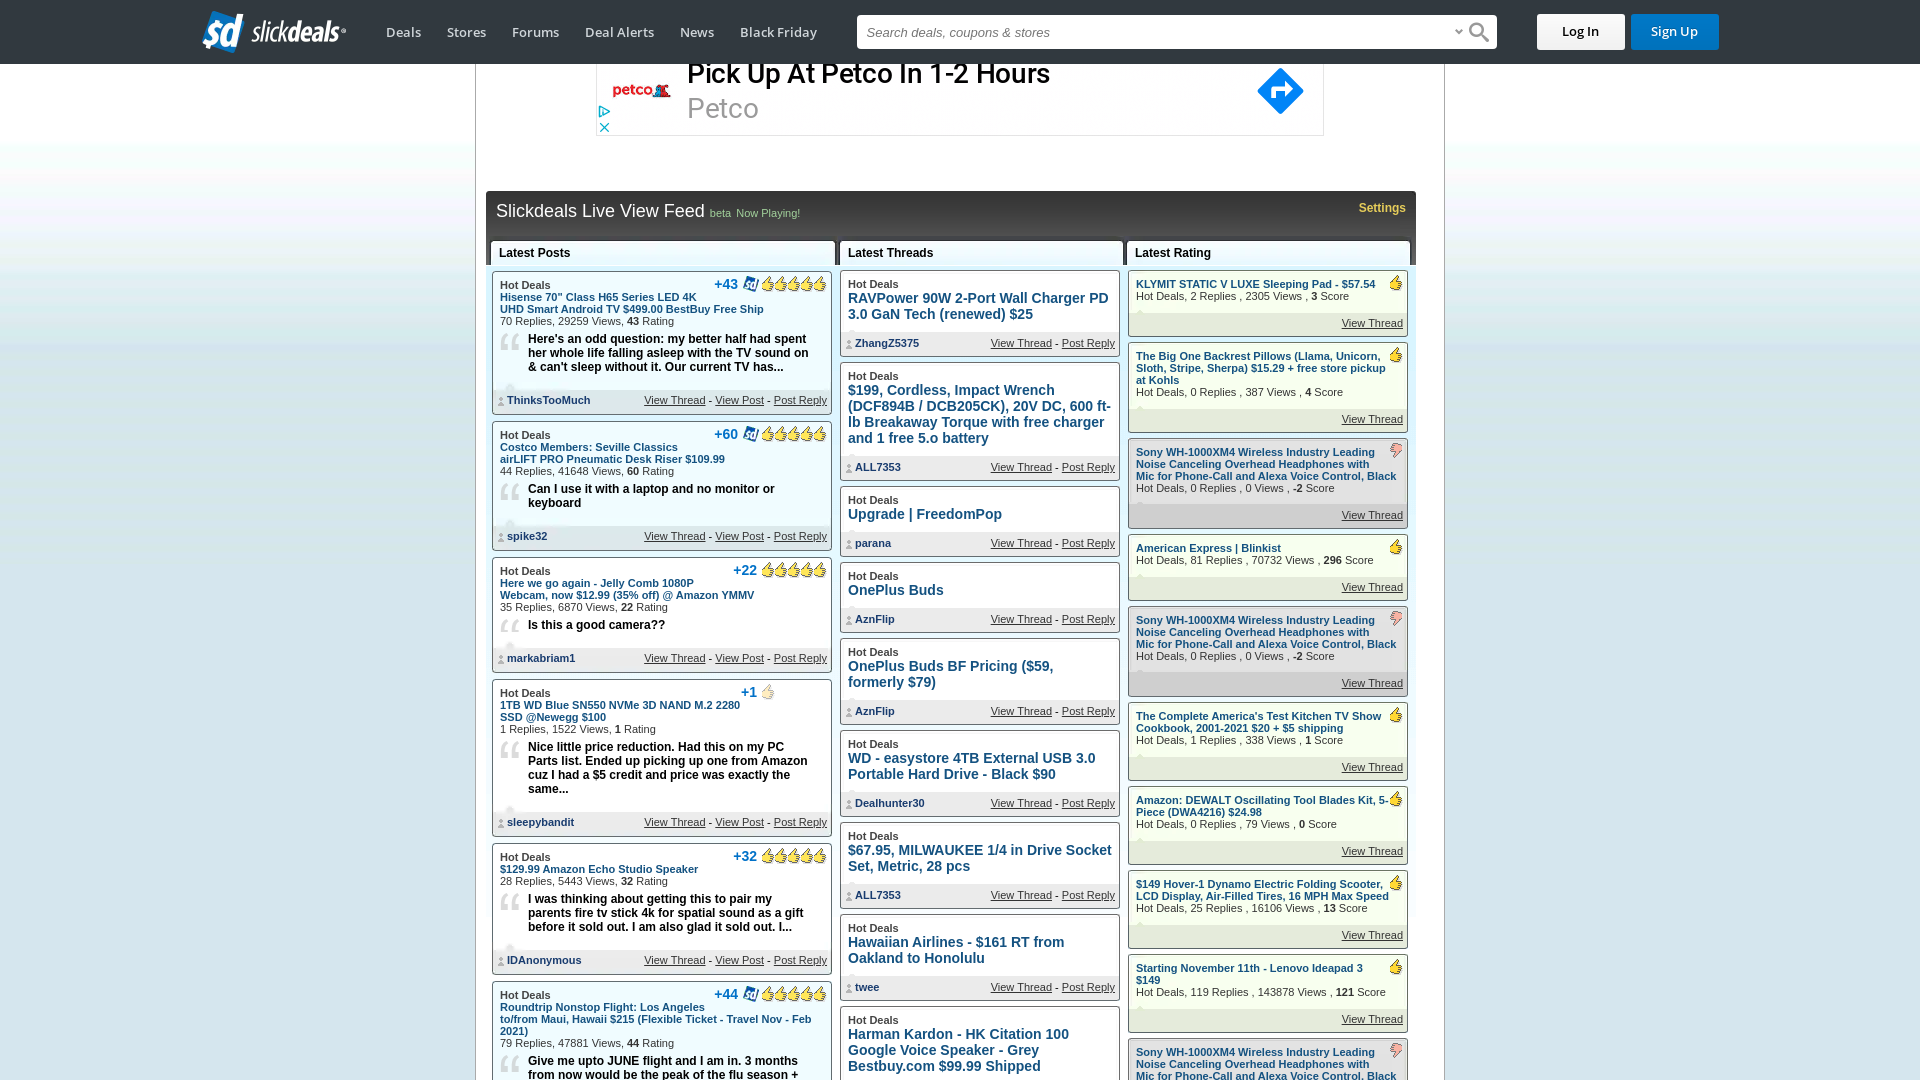 slickdeals
Deals
Stores
Forums
Deal Alerts
News
Black Friday
Search deals, coupons & stores
Log In
Sign Up
petco
Pick Up At Petco In 1-2 Hours
Petco
Slickdeals Live View Feed beta Now Playing!
Settings
Latest Posts
Hot Deals
+43
Hisense 70" Class H65 Series LED 4K
UHD Smart Android TV $499.00 BestBuy Free Ship
70 Replies, 29259 Views, 43 Rating
Here's an odd question: my better half had spent
her whole life falling asleep with the TV sound on
& can't sleep without it. Our current TV has...
ThinksTooMuch
View Thread - View Post - Post Reply
Hot Deals
+60
Costco Members: Seville Classics
airLIFT PRO Pneumatic Desk Riser $109.99
44 Replies, 41648 Views, 60 Rating
Can I use it with a laptop and no monitor or
keyboard
spike32
View Thread - View Post - Post Reply
Hot Deals
+22
Here we go again - Jelly Comb 1080P
Webcam, now $12.99 (35% off) @ Amazon YMMV
35 Replies, 6870 Views, 22 Rating
Is this a good camera??
markabriam1
View Thread - View Post - Post Reply
Hot Deals
+1
1TB WD Blue SN550 NVMe 3D NAND M.2 2280
SSD @Newegg $100
1 Replies, 1522 Views, 1 Rating
Nice little price reduction. Had this on my PC
Parts list. Ended up picking up one from Amazon
cuz I had a $5 credit and price was exactly the
same...
sleepybandit
View Thread - View Post - Post Reply
Hot Deals
+32
$129.99 Amazon Echo Studio Speaker
28 Replies, 5443 Views, 32 Rating
I was thinking about getting this to pair my
parents fire tv stick 4k for spatial sound as a gift
before it sold out. I am also glad it sold out. I...
IDAnonymous
View Thread - View Post - Post Reply
Hot Deals
+44
Roundtrip Nonstop Flight: Los Angeles
to/from Maui, Hawaii $215 (Flexible Ticket - Travel Nov - Feb
2021)
79 Replies, 47881 Views, 44 Rating
Give me upto JUNE flight and I am in. 3 months
from now would be the peak of the flu season +
Latest Threads
Hot Deals
RAVPower 90W 2-Port Wall Charger PD
3.0 GaN Tech (renewed) $25
ZhangZ5375
View Thread - Post Reply
Hot Deals
$199, Cordless, Impact Wrench
(DCF894B / DCB205CK), 20V DC, 600 ft-
lb Breakaway Torque with free charger
and 1 free 5.o battery
ALL7353
View Thread - Post Reply
Hot Deals
Upgrade | FreedomPop
parana
View Thread - Post Reply
Hot Deals
OnePlus Buds
AznFlip
View Thread - Post Reply
Hot Deals
OnePlus Buds BF Pricing ($59,
formerly $79)
AznFlip
View Thread - Post Reply
Hot Deals
WD - easystore 4TB External USB 3.0
Portable Hard Drive - Black $90
Dealhunter30
View Thread - Post Reply
Hot Deals
$67.95, MILWAUKEE 1/4 in Drive Socket
Set, Metric, 28 pcs
ALL7353
View Thread - Post Reply
Hot Deals
Hawaiian Airlines - $161 RT from
Oakland to Honolulu
twee
View Thread - Post Reply
Hot Deals
Harman Kardon - HK Citation 100
Google Voice Speaker - Grey
Bestbuy.com $99.99 Shipped
Latest Rating
KLYMIT STATIC V LUXE Sleeping Pad - $57.54
Hot Deals, 2 Replies , 2305 Views , 3 Score
View Thread
The Big One Backrest Pillows (Llama, Unicorn,
Sloth, Stripe, Sherpa) $15.29 + free store pickup
at Kohls
Hot Deals, 0 Replies , 387 Views , 4 Score
View Thread
Sony WH-1000XM4 Wireless Industry Leading
Noise Canceling Overhead Headphones with
Mic for Phone-Call and Alexa Voice Control, Black
Hot Deals, 0 Replies , 0 Views , -2 Score
View Thread
American Express | Blinkist
Hot Deals, 81 Replies , 70732 Views , 296 Score
View Thread
Sony WH-1000XM4 Wireless Industry Leading
Noise Canceling Overhead Headphones with
Mic for Phone-Call and Alexa Voice Control, Black
Hot Deals, 0 Replies , 0 Views , -2 Score
View Thread
The Complete America's Test Kitchen TV Show
Cookbook, 2001-2021 $20 + $5 shipping
Hot Deals, 1 Replies , 338 Views , 1 Score
View Thread
Amazon: DEWALT Oscillating Tool Blades Kit, 5-
Piece (DWA4216) $24.98
Hot Deals, 0 Replies , 79 Views , 0 Score
View Thread
$149 Hover-1 Dynamo Electric Folding Scooter,
LCD Display, Air-Filled Tires, 16 MPH Max Speed
Hot Deals, 25 Replies , 16106 Views , 13 Score
View Thread
Starting November 11th - Lenovo Ideapad 3
$149
Hot Deals, 119 Replies , 143878 Views , 121 Score
View Thread
Sony WH-1000XM4 Wireless Industry Leading
Noise Canceling Overhead Headphones with
Mic for Phone-Call and Alexa Voice Control, Black